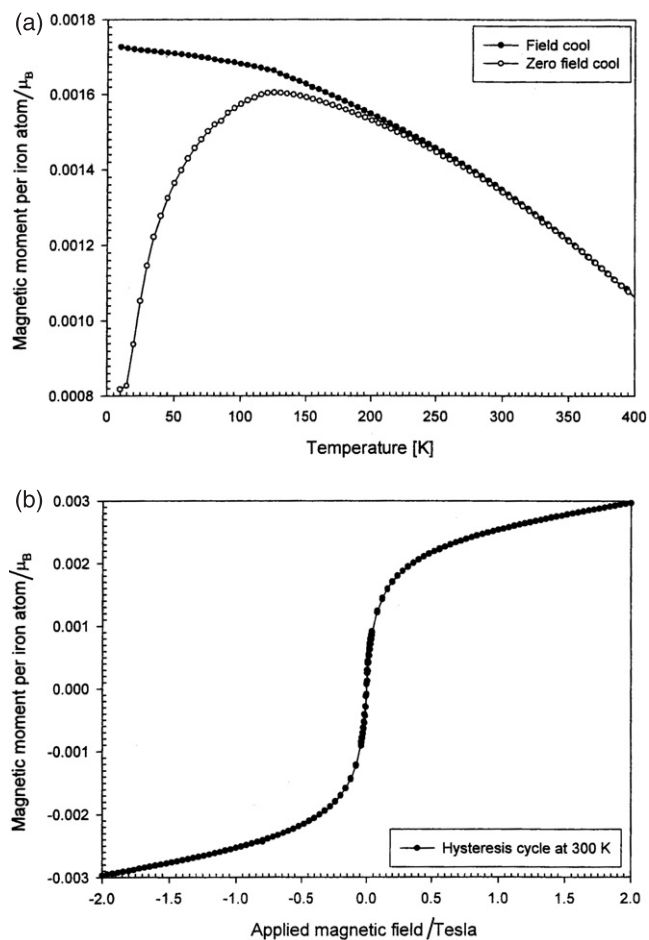 (a)
0.0018
0.0016
0.0014
0.0012
0.0010
0.0008
Magnetic moment per iron atom/μB
Field cool
Zero field cool
0 50 100 150 200 250 300 350 400
Temperature [K]
(b)
0.003
0.002
0.001
0.000
-0.001
-0.002
-0.003
Magnetic moment per iron atom/μB
Hysteresis cycle at 300 K
-2.0 -1.5 -1.0 -0.5 0.0 0.5 1.0 1.5 2.0
Applied magnetic field/Tesla